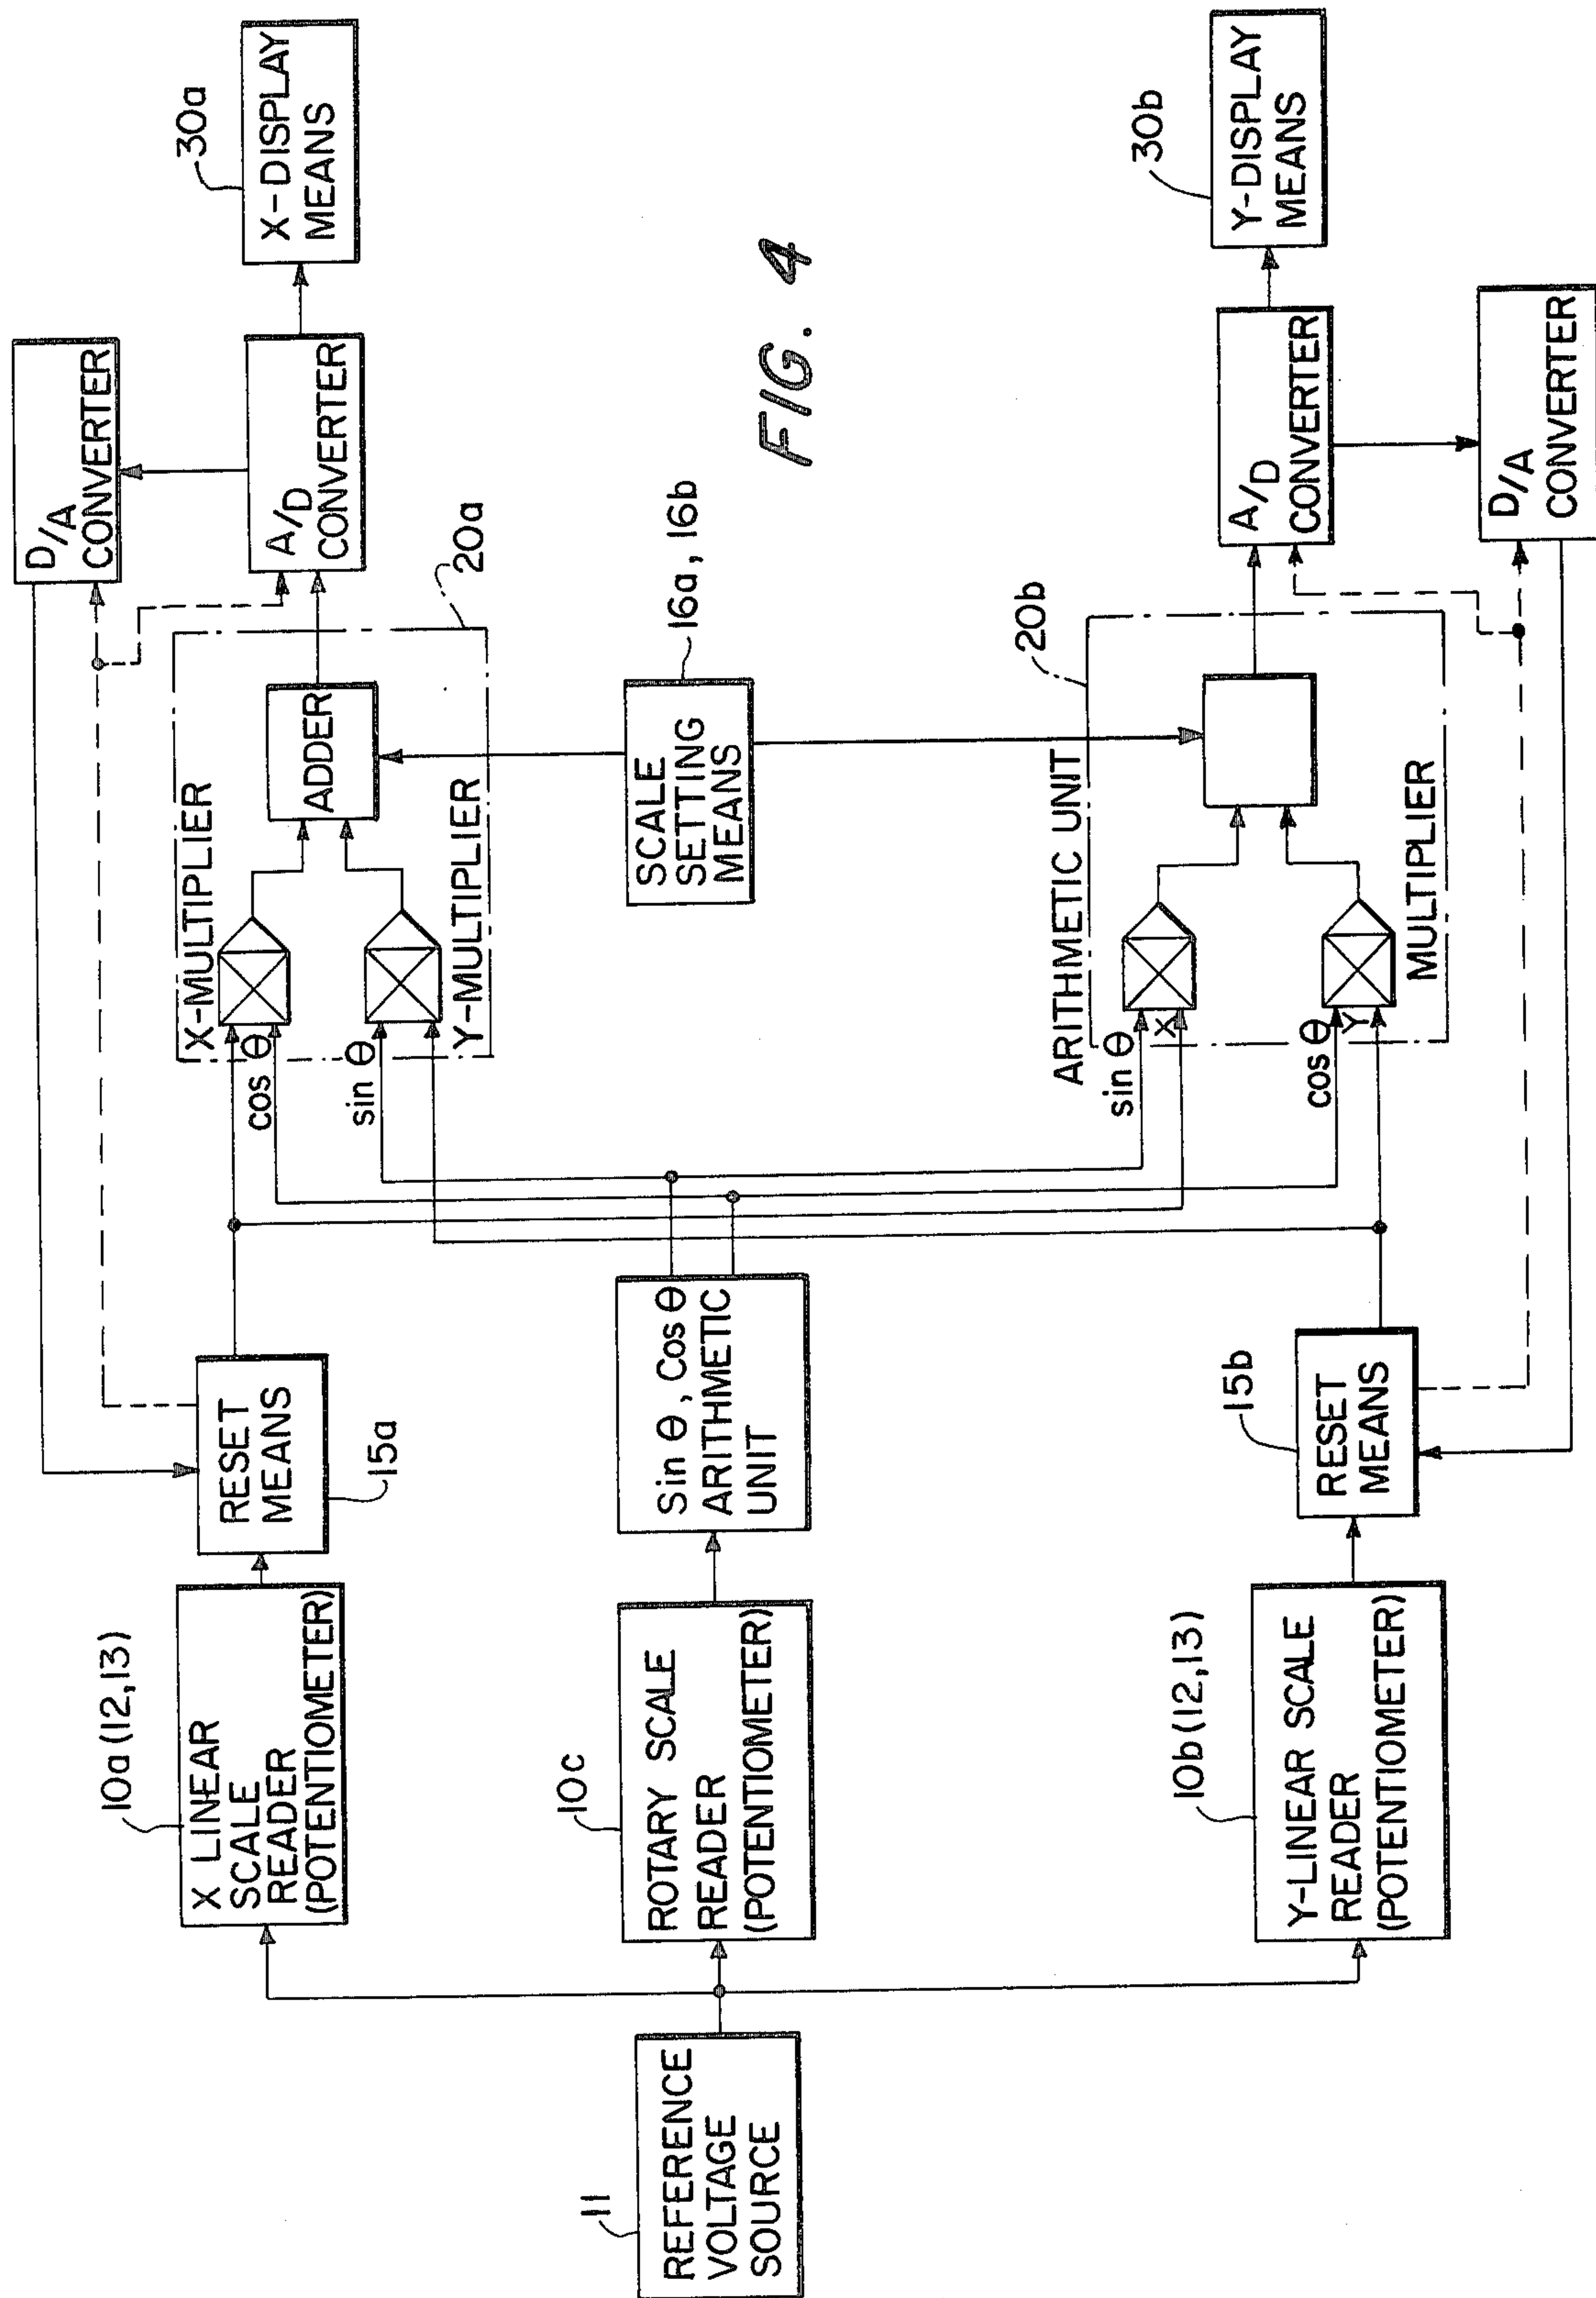 11
REFERENCE
VOLTAGE
SOURCE
10a (12,13)
X LINEAR
SCALE
READER
(POTENTIOMETER)
10c
ROTARY SCALE
READER
(POTENTIOMETER)
10b (12,13)
Y-LINEAR SCALE
READER
(POTENTIOMETER)
RESET
MEANS
15a
Sin θ, Cos θ
ARITHMETIC
UNIT
15b
RESET
MEANS
X-MULTIPLIER
cos θ
sin θ
Y-MULTIPLIER
ADDER
20a
SCALE
SETTING
MEANS
16a, 16b
ARITHMETIC UNIT
20b
sin θ
X
cos θ
Y
MULTIPLIER
D/A
CONVERTER
A/D
CONVERTER
30a
X-DISPLAY
MEANS
FIG. 4
A/D
CONVERTER
D/A
CONVERTER
30b
Y-DISPLAY
MEANS